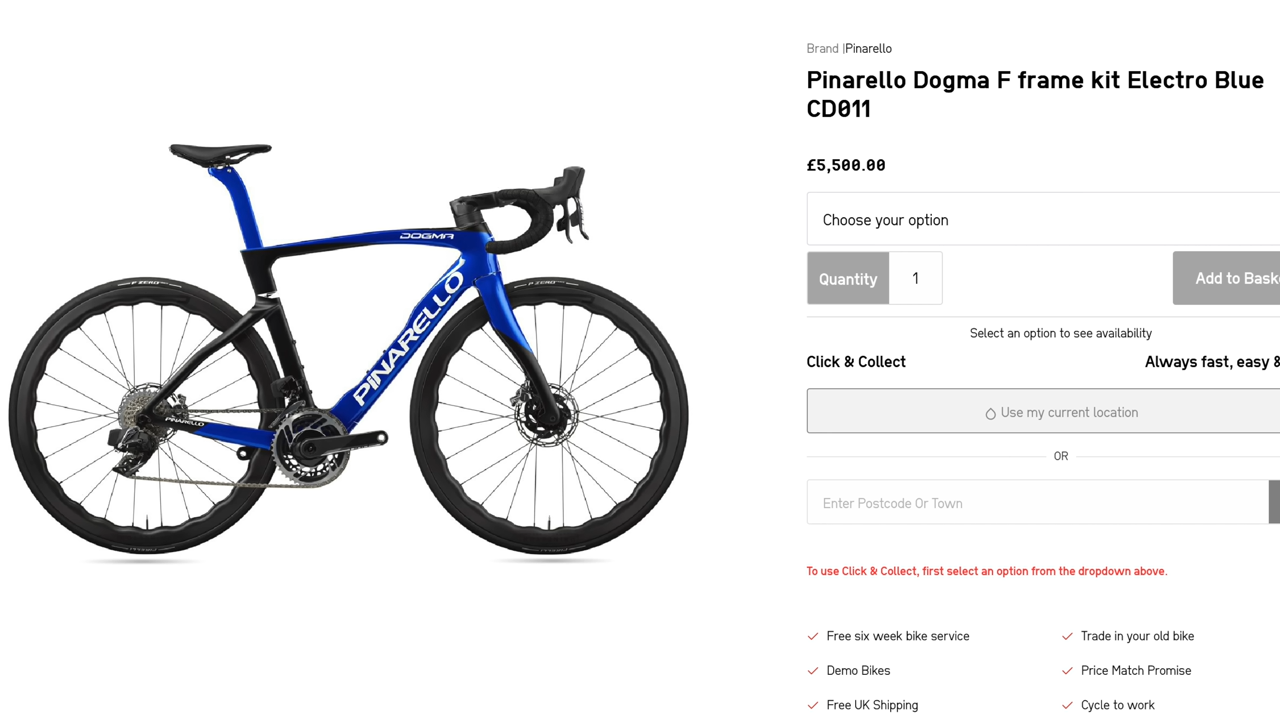 DOGMA
P ZERO
P ZERO
PINARELLO
PINARELLO
Brand |Pinarello
Pinarello Dogma F frame kit Electro Blue
CD011
£5,500.00
Choose your option
Quantity
1
Add to Bask
Select an option to see availability
Click & Collect
Always fast, easy &
Use my current location
OR
Enter Postcode Or Town
To use Click & Collect, first select an option from the dropdown above.
Free six week bike service
Trade in your old bike
Demo Bikes
Price Match Promise
Free UK Shipping
Cycle to work